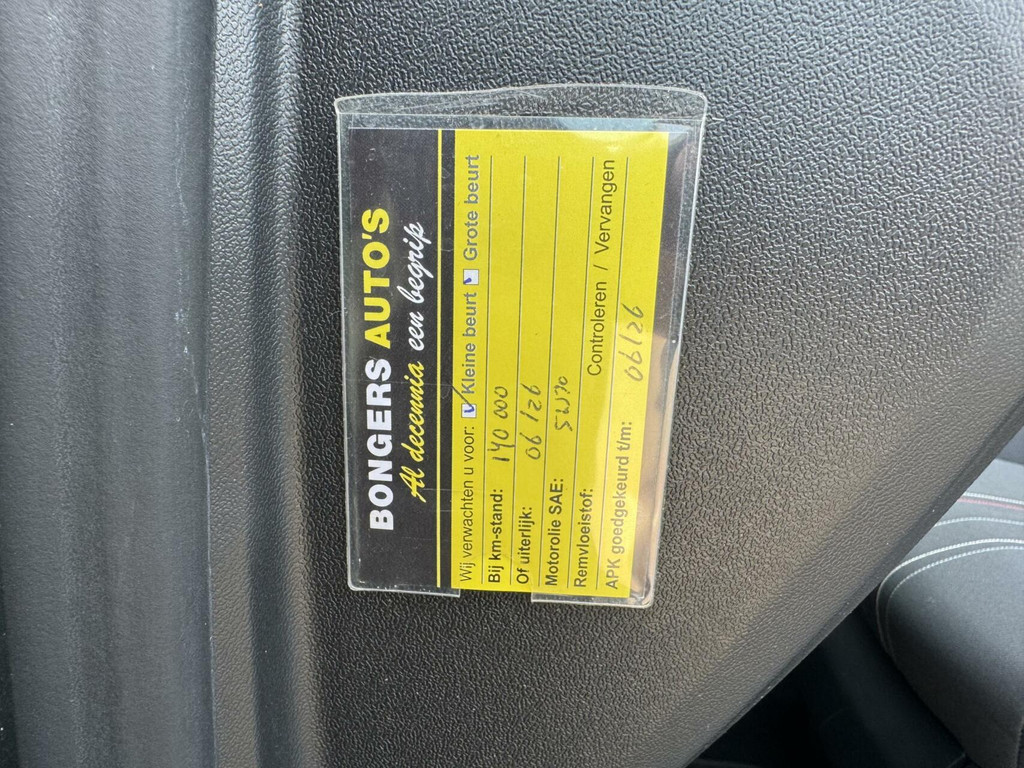 BONGERS AUTO'S
Al decennia een begrip
Wij verwachten u voor: Kleine beurt Grote beurt
Bij km-stand: 140 000
Of uiterlijk: 06/26
Motorolie SAE: 5W30
Remvloeistof: Controleren / Vervangen
APK goedgekeurd t/m: 06/26